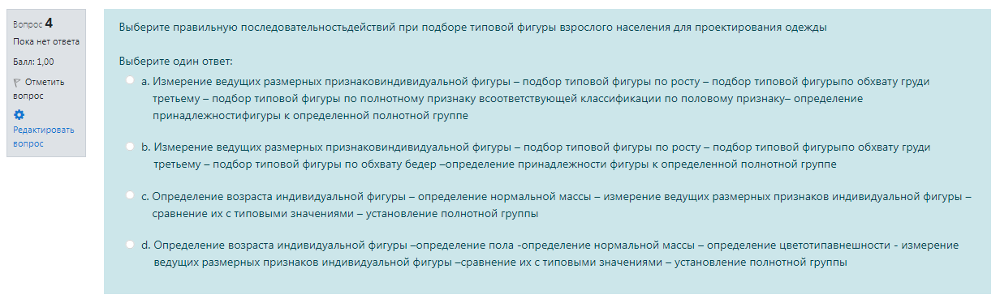 Вопрос 4
Пока нет ответа
Балл: 1,00
Отметить
вопрос
Редактировать
вопрос
Выберите правильную последовательностьдействий при подборе типовой фигуры взрослого населения для проектирования одежды
Выберите один ответ:
a. Измерение ведущих размерных признаковиндивидуальной фигуры – подбор типовой фигуры по росту – подбор типовой фигурыпо обхвату груди
третьему – подбор типовой фигуры по полнотному признаку всоответствующей классификации по половому признаку– определение
принадлежностифигуры к определенной полнотной группе
b. Измерение ведущих размерных признаковиндивидуальной фигуры – подбор типовой фигуры по росту – подбор типовой фигурыпо обхвату груди
третьему – подбор типовой фигуры по обхвату бедер –определение принадлежности фигуры к определенной полнотной группе
c. Определение возраста индивидуальной фигуры – определение нормальной массы – измерение ведущих размерных признаков индивидуальной фигуры –
сравнение их с типовыми значениями – установление полнотной группы
d. Определение возраста индивидуальной фигуры –определение пола -определение нормальной массы – определение цветотипавнешности - измерение
ведущих размерных признаков индивидуальной фигуры –сравнение их с типовыми значениями – установление полнотной группы